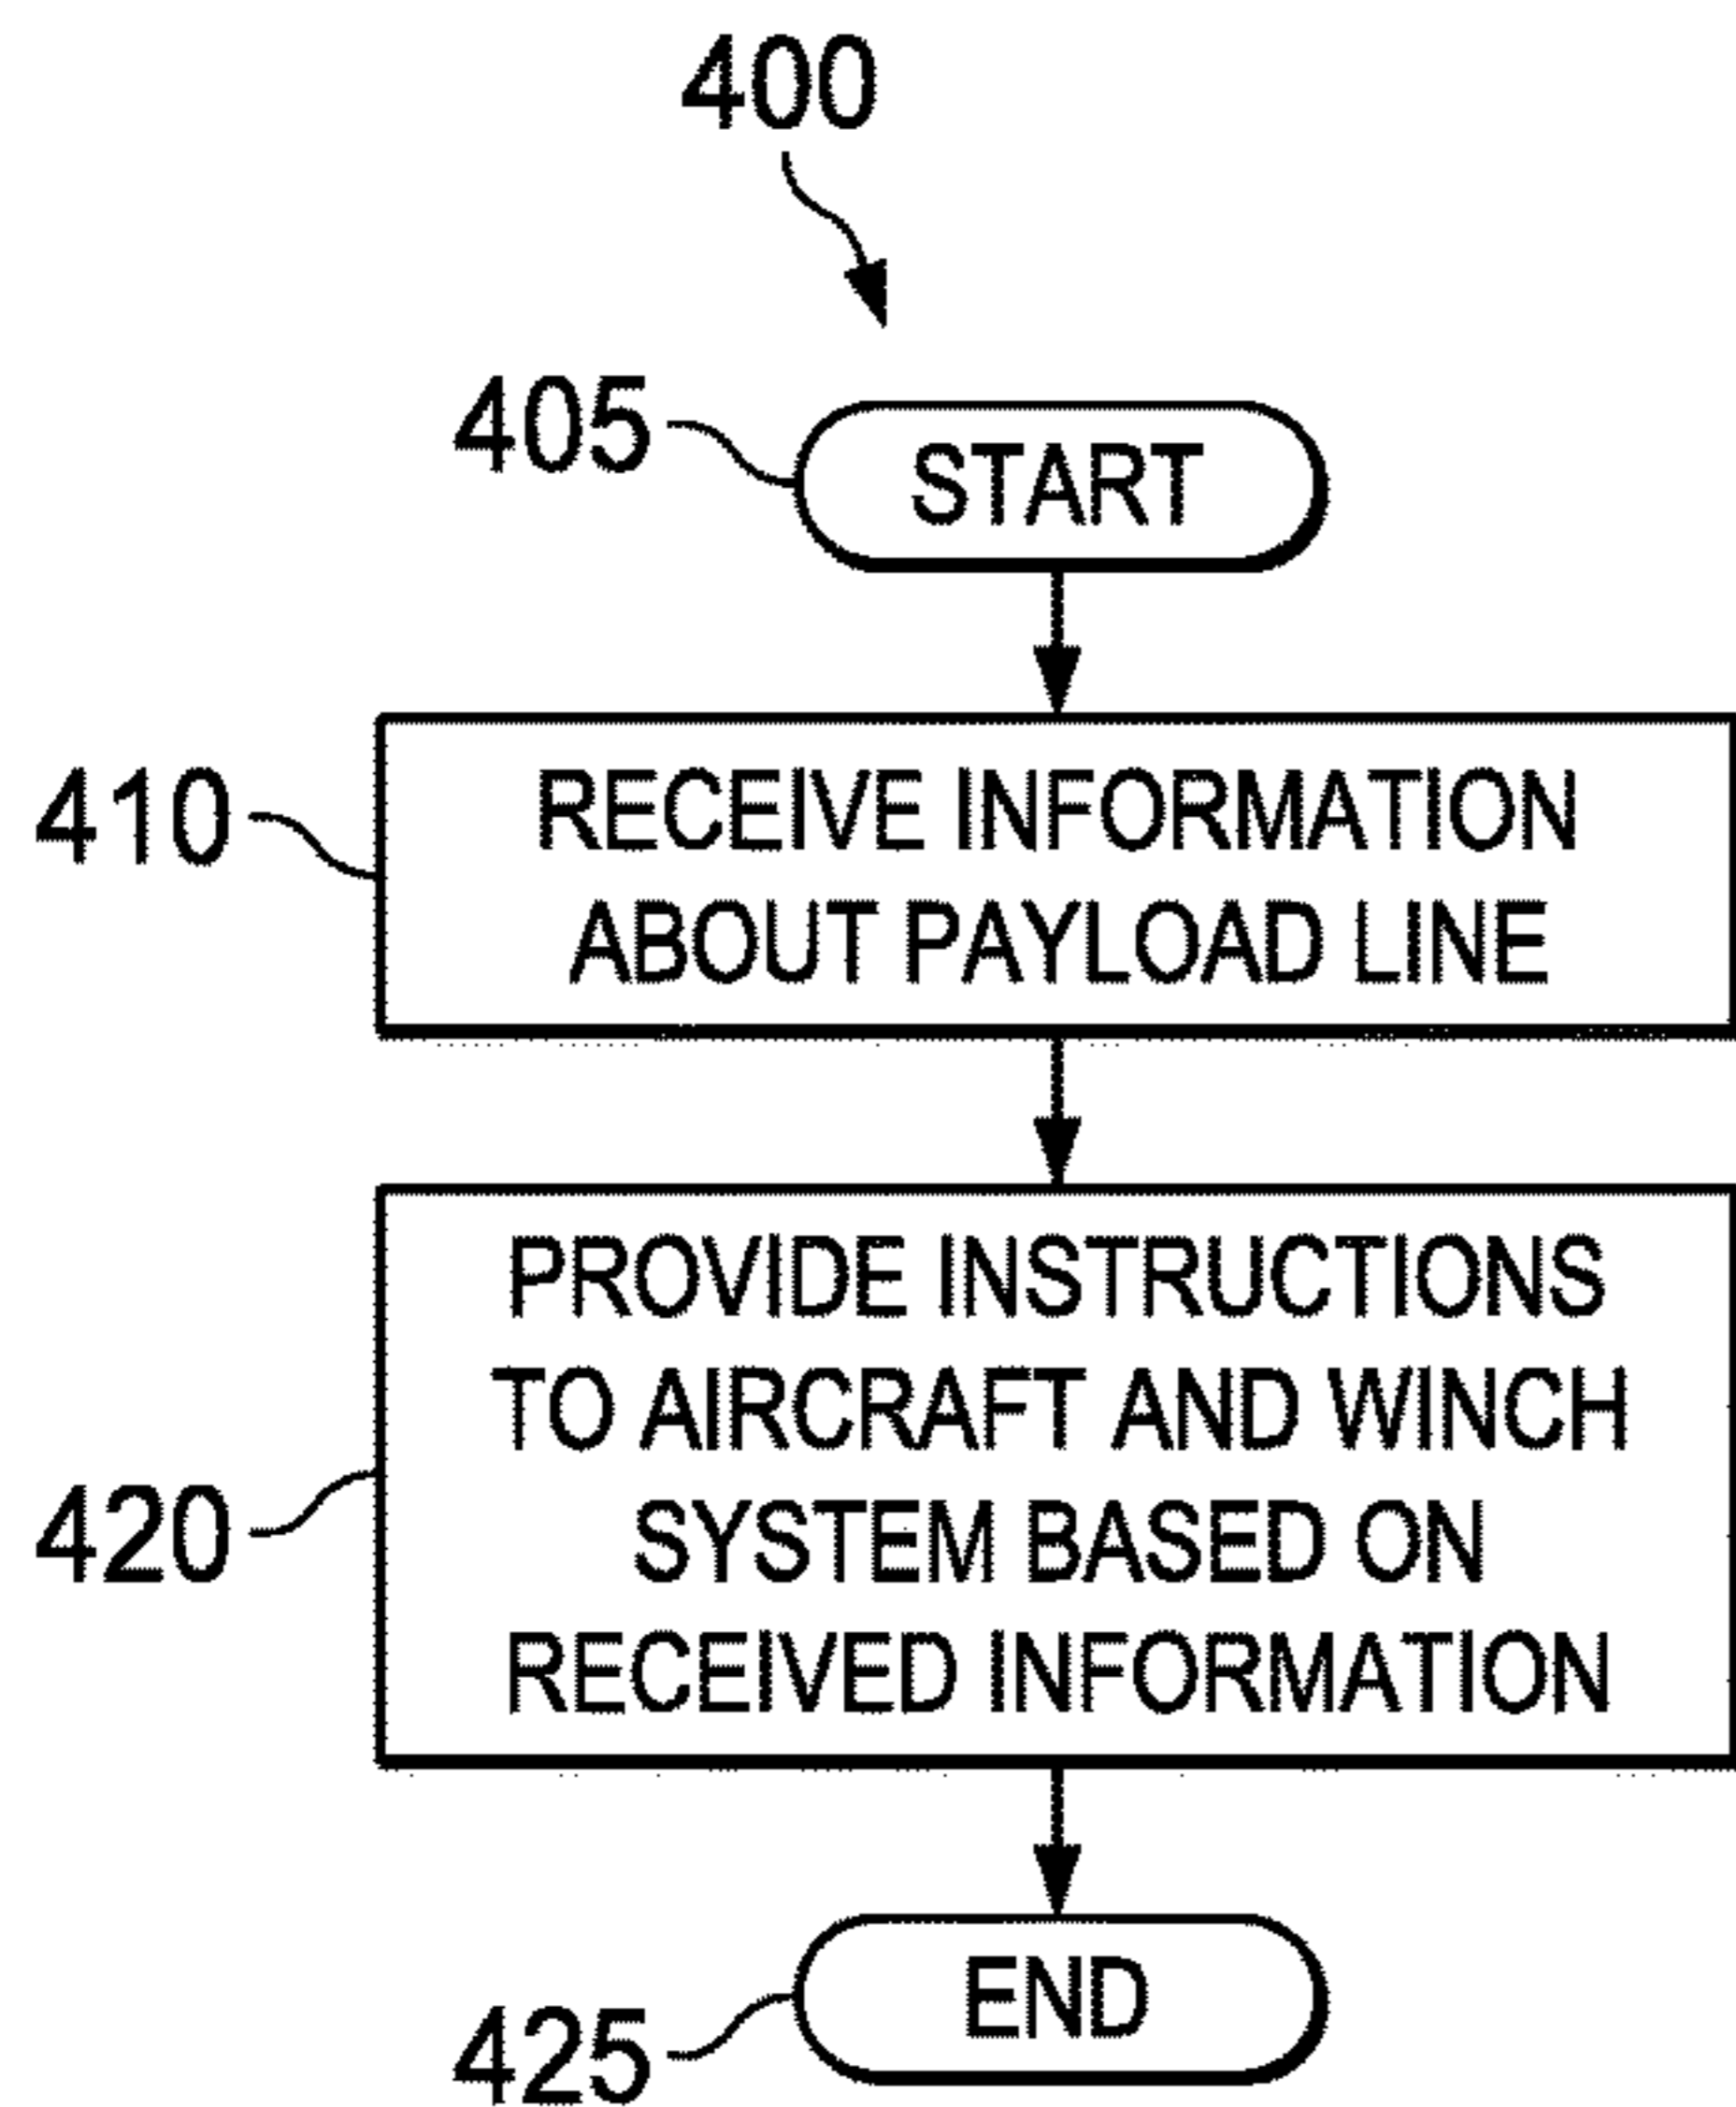 400
405
START
410
RECEIVE INFORMATION
ABOUT PAYLOAD LINE
420
PROVIDE INSTRUCTIONS
TO AIRCRAFT AND WINCH
SYSTEM BASED ON
RECEIVED INFORMATION
425
END